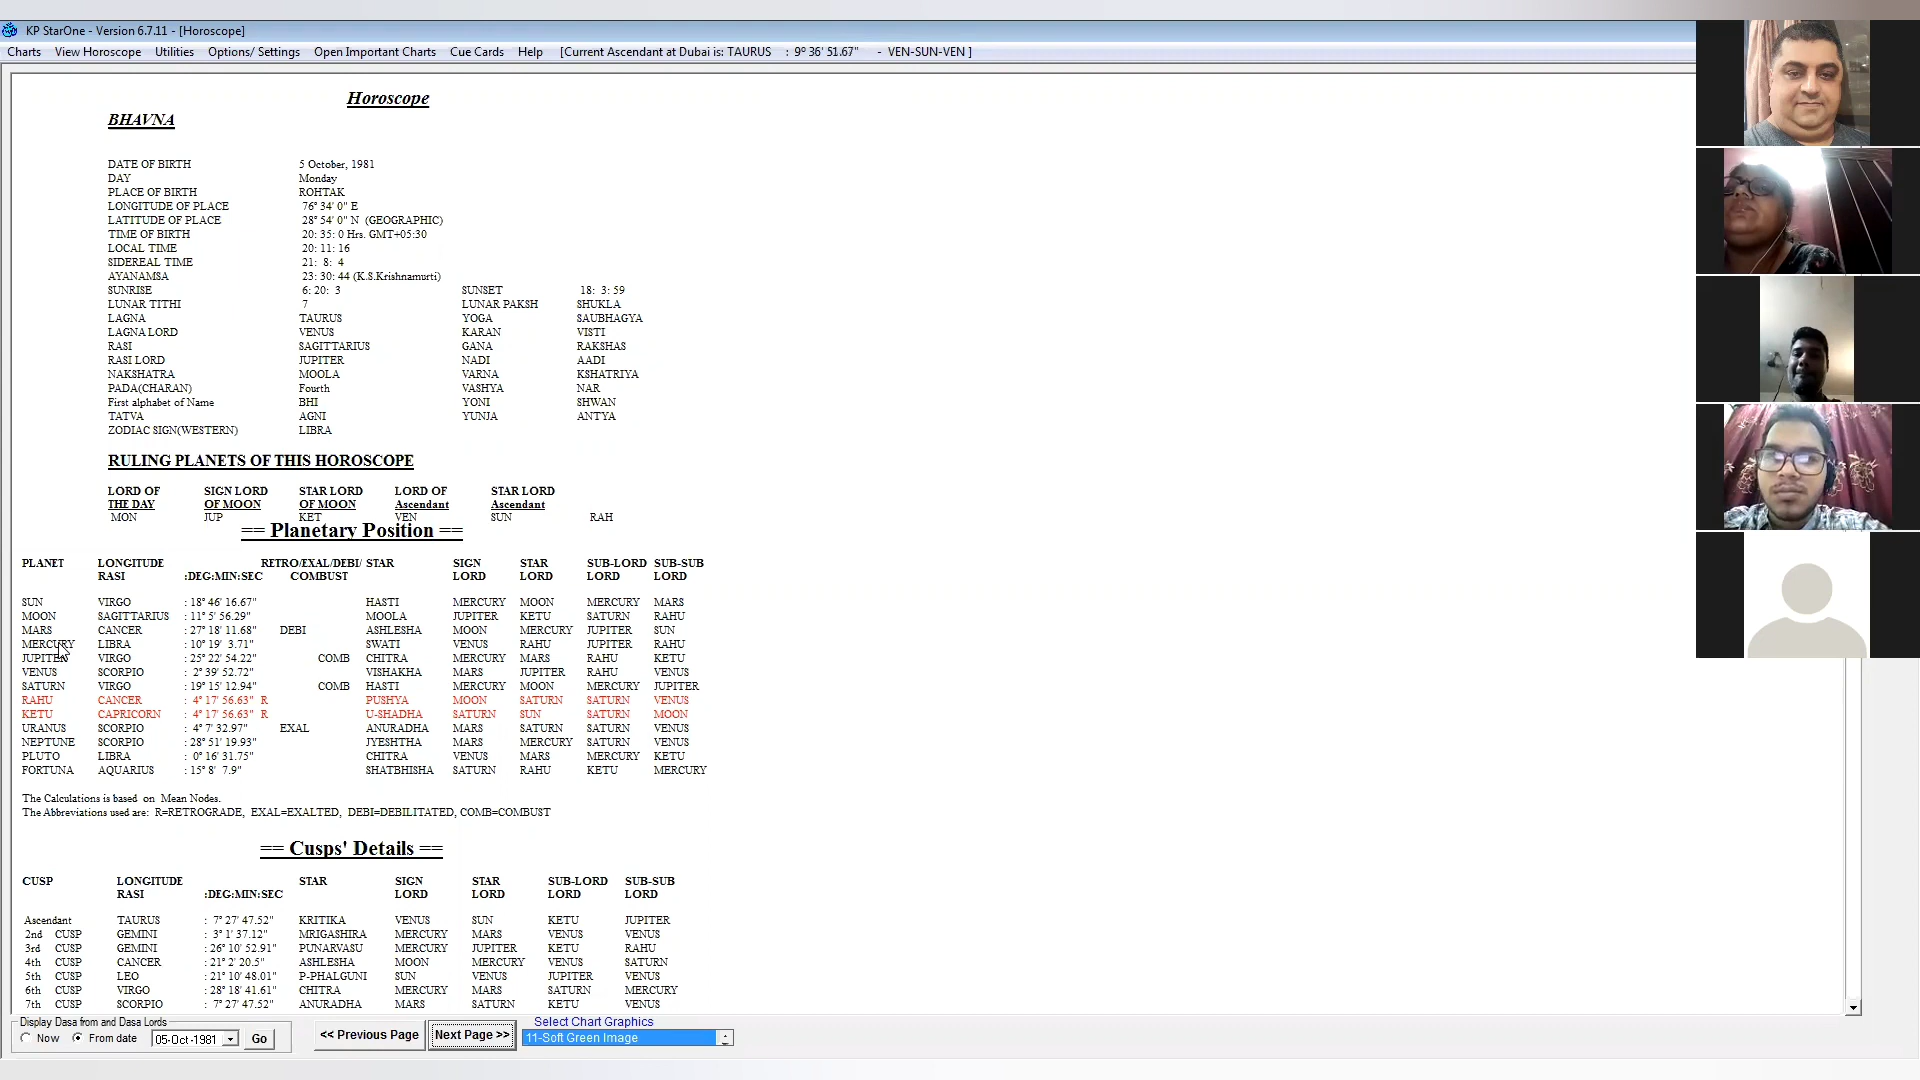 KP StarOne - Version 6.7.11 - [Horoscope]
Charts View Horoscope Utilities Options/ Settings Open Important Charts Cue Cards Help [Current Ascendant at Dubai is: TAURUS : 9° 36' 51.67" - VEN-SUN-VEN ]
Horoscope
BHAVNA
DATE OF BIRTH 5 October, 1981
DAY Monday
PLACE OF BIRTH ROHTAK
LONGITUDE OF PLACE 76° 34' 0" E
LATITUDE OF PLACE 28° 54' 0" N (GEOGRAPHIC)
TIME OF BIRTH 20: 35: 0 Hrs. GMT+05:30
LOCAL TIME 20: 11: 16
SIDEREAL TIME 21: 8: 4
AYANAMSA 23: 30: 44 (K.S.Krishnamurti)
SUNRISE 6: 20: 3 SUNSET 18: 3: 59
LUNAR TITHI 7 LUNAR PAKSH SHUKLA
LAGNA TAURUS YOGA SAUBHAGYA
LAGNA LORD VENUS KARAN VISTI
RASI SAGITTARIUS GANA RAKSHAS
RASI LORD JUPITER NADI AADI
NAKSHATRA MOOLA VARNA KSHATRIYA
PADA(CHARAN) Fourth VASHYA NAR
First alphabet of Name BHI YONI SHWAN
TATVA AGNI YUNJA ANTYA
ZODIAC SIGN(WESTERN) LIBRA
RULING PLANETS OF THIS HOROSCOPE
LORD OF SIGN LORD STAR LORD LORD OF STAR LORD
THE DAY OF MOON OF MOON Ascendant Ascendant
MON JUP KET VEN SUN RAH
== Planetary Position ==
PLANET LONGITUDE RETRO/EXAL/DEBI/ STAR SIGN STAR SUB-LORD SUB-SUB
RASI :DEG:MIN:SEC COMBUST LORD LORD LORD LORD
SUN VIRGO : 18° 46' 16.67" HASTI MERCURY MOON MERCURY MARS
MOON SAGITTARIUS : 11° 5' 56.29" MOOLA JUPITER KETU SATURN RAHU
MARS CANCER : 27° 18' 11.68" DEBI ASHLESHA MOON MERCURY JUPITER SUN
MERCURY LIBRA : 10° 19' 3.71" SWATI VENUS RAHU JUPITER RAHU
JUPITER VIRGO : 25° 22' 54.22" COMB CHITRA MERCURY MARS RAHU KETU
VENUS SCORPIO : 2° 39' 52.72" VISHAKHA MARS JUPITER RAHU VENUS
SATURN VIRGO : 19° 15' 12.94" COMB HASTI MERCURY MOON MERCURY JUPITER
RAHU CANCER : 4° 17' 56.63" R PUSHYA MOON SATURN SATURN VENUS
KETU CAPRICORN : 4° 17' 56.63" R U-SHADHA SATURN SUN SATURN MOON
URANUS SCORPIO : 4° 7' 32.97" EXAL ANURADHA MARS SATURN SATURN VENUS
NEPTUNE SCORPIO : 28° 51' 19.93" JYESHTHA MARS MERCURY SATURN VENUS
PLUTO LIBRA : 0° 16' 31.75" CHITRA VENUS MARS MERCURY KETU
FORTUNA AQUARIUS : 15° 8' 7.9" SHATBHISHA SATURN RAHU KETU MERCURY
The Calculations is based on Mean Nodes.
The Abbreviations used are: R=RETROGRADE, EXAL=EXALTED, DEBI=DEBILITATED, COMB=COMBUST
== Cusps' Details ==
CUSP LONGITUDE STAR SIGN STAR SUB-LORD SUB-SUB
RASI :DEG:MIN:SEC LORD LORD LORD LORD
Ascendant TAURUS : 7° 27' 47.52" KRITIKA VENUS SUN KETU JUPITER
2nd CUSP GEMINI : 3° 1' 37.12" MRIGASHIRA MERCURY MARS VENUS VENUS
3rd CUSP GEMINI : 26° 10' 52.91" PUNARVASU MERCURY JUPITER KETU RAHU
4th CUSP CANCER : 21° 2' 20.5" ASHLESHA MOON MERCURY VENUS SATURN
5th CUSP LEO : 21° 10' 48.01" P-PHALGUNI SUN VENUS JUPITER VENUS
6th CUSP VIRGO : 28° 18' 41.61" CHITRA MERCURY MARS SATURN MERCURY
7th CUSP SCORPIO : 7° 27' 47.52" ANURADHA MARS SATURN KETU VENUS
Display Dasa from and Dasa Lords
Now From date 05-Oct-1981 Go << Previous Page Next Page >> Select Chart Graphics
11-Soft Green Image